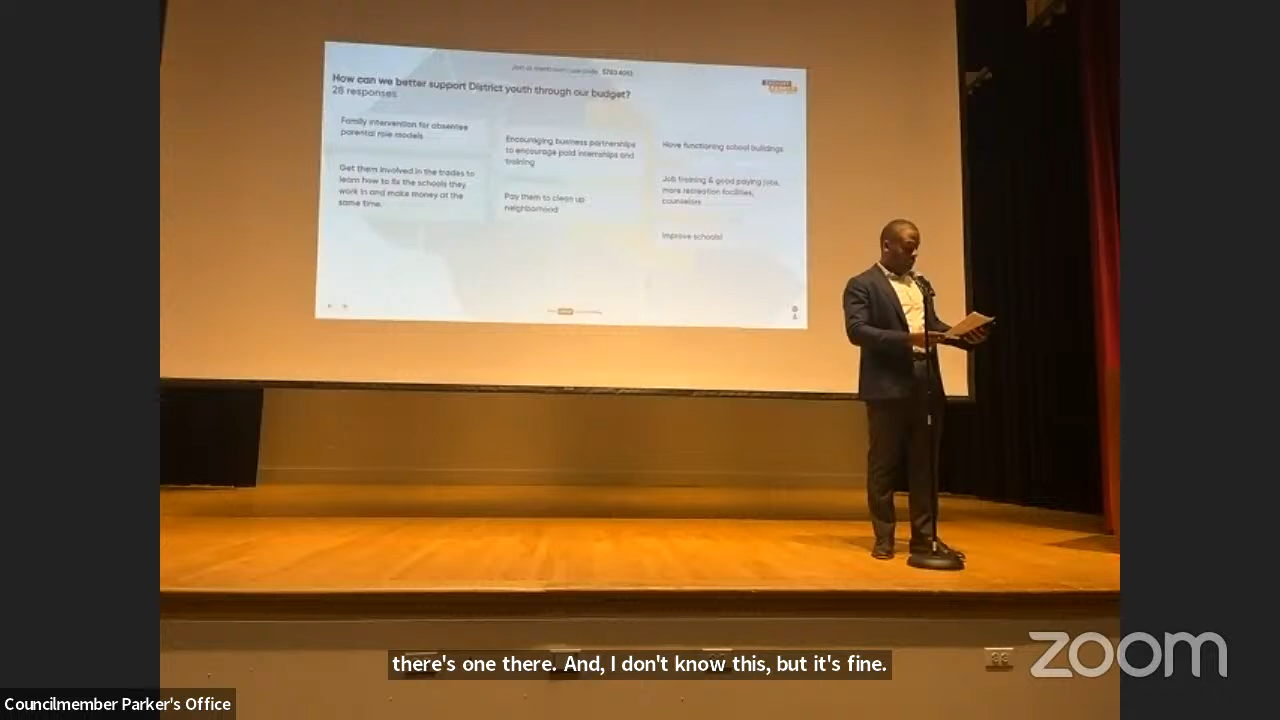 How can we better support District youth through our budget?
28 responses
Family intervention for absentee
parental role models
Get them involved in the trades to
learn how to fix the schools they
work in and make money at the
same time.
Encouraging business partnerships
to encourage paid internships and
training
Pay them to clean up
neighborhood
Have functioning school buildings
Job training & good paying jobs,
more recreation facilities,
counselors
Improve schools!
there's one there. And, I don't know this, but it's fine.
zoom
Councilmember Parker's Office